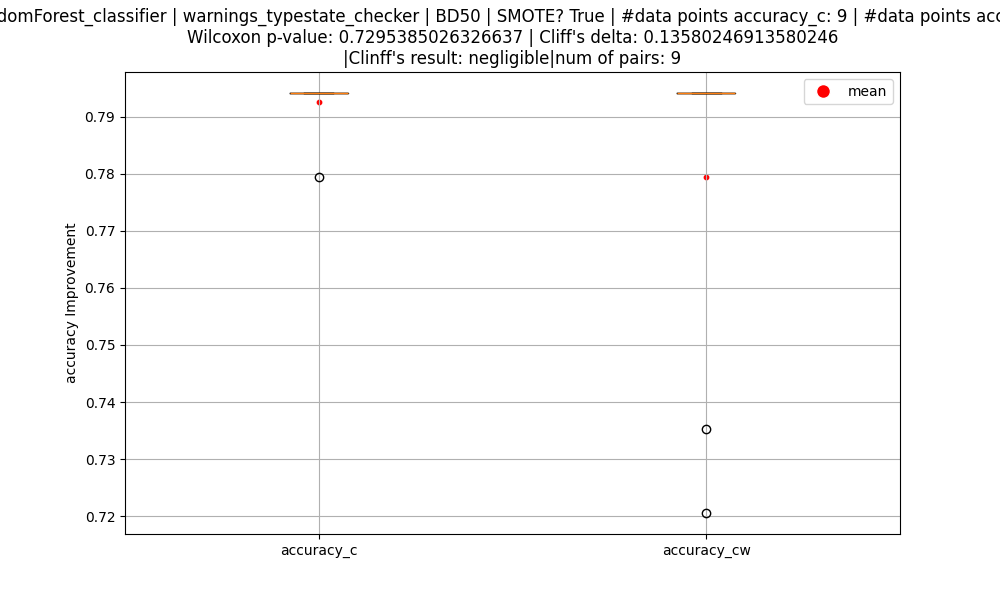 domForest_classifier | warnings_typestate_checker | BD50 | SMOTE? True | #data points accuracy_c: 9 | #data points acc
Wilcoxon p-value: 0.7295385026326637 | Cliff's delta: 0.13580246913580246
|Clinff's result: negligible|num of pairs: 9
mean
0.79
0.78
0.77
0.76
0.75
0.74
0.73
0.72
accuracy Improvement
accuracy_c
accuracy_cw